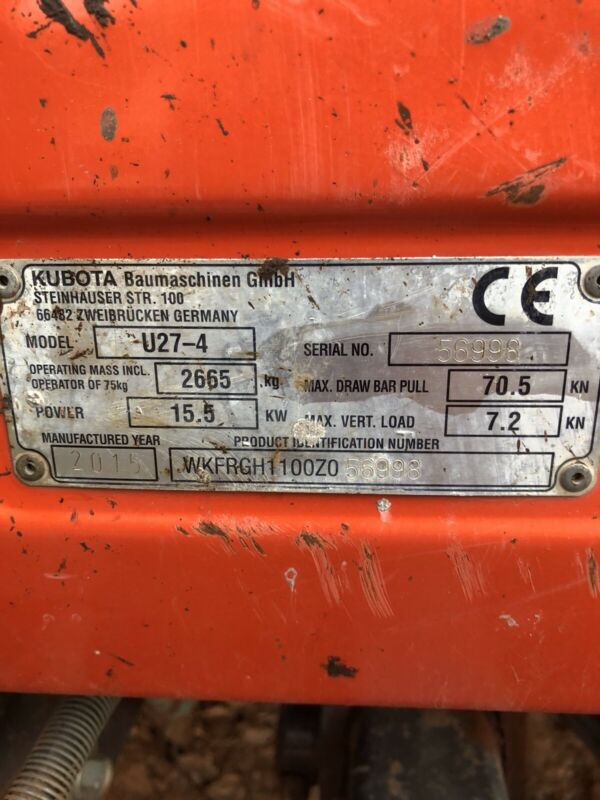 KUBOTA Baumaschinen GmbH
STEINHAUSER STR. 100
66482 ZWEIBRÜCKEN GERMANY
CE
MODEL U27-4
SERIAL NO. 56998
OPERATING MASS INCL. OPERATOR OF 75kg 2665 kg
MAX. DRAW BAR PULL 70.5 KN
POWER 15.5 KW
MAX. VERT. LOAD 7.2 KN
MANUFACTURED YEAR
2015
PRODUCT IDENTIFICATION NUMBER
WKFRGH1100Z056998